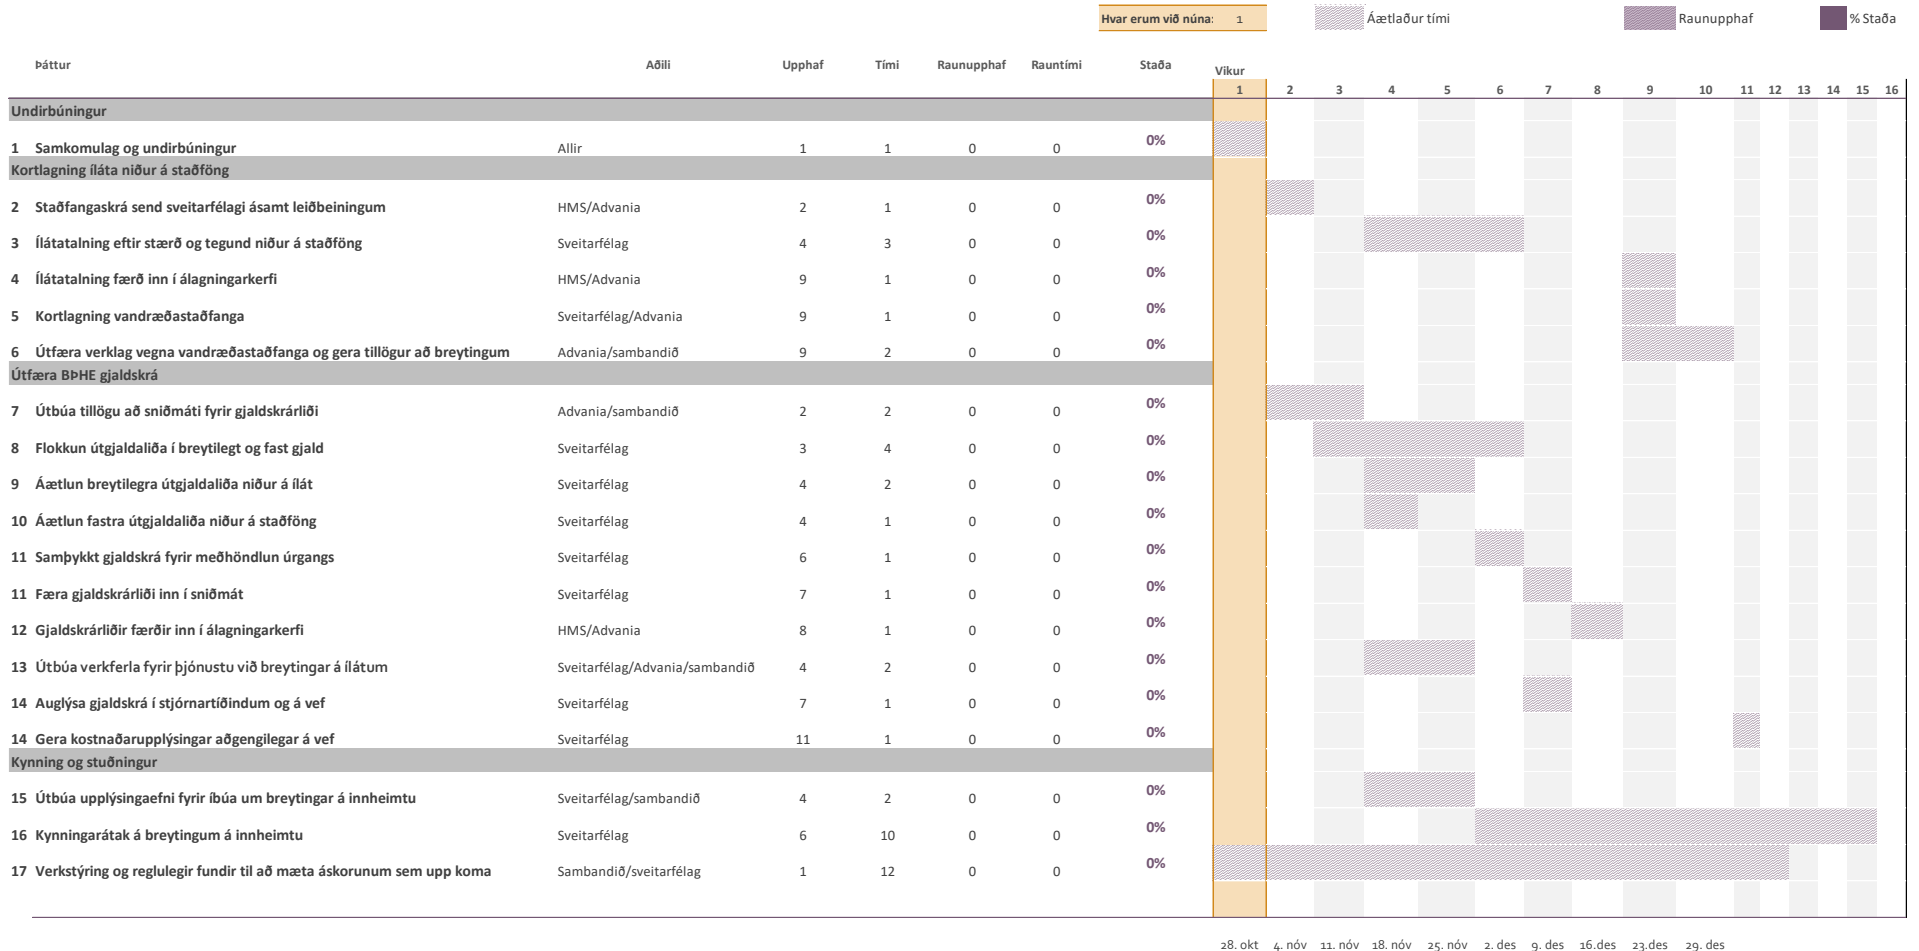 Hvar erum við núna: 1 Áætlaður tími Raunupphaf % Staða
Þáttur Aðili Upphaf Tími Raunupphaf Rauntími Staða Vikur
1 2 3 4 5 6 7 8 9 10 11 12 13 14 15 16
Undirbúningur
1 Samkomulag og undirbúningur Allir 1 1 0 0 0%
Kortlagning íláta niður á staðföng
2 Staðfangaskrá send sveitarfélagi ásamt leiðbeiningum HMS/Advania 2 1 0 0 0%
3 Ílátatalning eftir stærð og tegund niður á staðföng Sveitarfélag 4 3 0 0 0%
4 Ílátatalning færð inn í álagningarkerfi HMS/Advania 9 1 0 0 0%
5 Kortlagning vandræðastaðfanga Sveitarfélag/Advania 9 1 0 0 0%
6 Útfæra verklag vegna vandræðastaðfanga og gera tillögur að breytingum Advania/sambandið 9 2 0 0 0%
Útfæra BÞHE gjaldskrá
7 Útbúa tillögu að sniðmáti fyrir gjaldskrárliði Advania/sambandið 2 2 0 0 0%
8 Flokkun útgjaldaliða í breytilegt og fast gjald Sveitarfélag 3 4 0 0 0%
9 Áætlun breytilegra útgjaldaliða niður á ílát Sveitarfélag 4 2 0 0 0%
10 Áætlun fastra útgjaldaliða niður á staðföng Sveitarfélag 4 1 0 0 0%
11 Samþykkt gjaldskrá fyrir meðhöndlun úrgangs Sveitarfélag 6 1 0 0 0%
11 Færa gjaldskrárliði inn í sniðmát Sveitarfélag 7 1 0 0 0%
12 Gjaldskrárliðir færðir inn í álagningarkerfi HMS/Advania 8 1 0 0 0%
13 Útbúa verkferla fyrir þjónustu við breytingar á ílátum Sveitarfélag/Advania/sambandið 4 2 0 0 0%
14 Auglýsa gjaldskrá í stjórnartíðindum og á vef Sveitarfélag 7 1 0 0 0%
14 Gera kostnaðarupplýsingar aðgengilegar á vef Sveitarfélag 11 1 0 0 0%
Kynning og stuðningur
15 Útbúa upplýsingaefni fyrir íbúa um breytingar á innheimtu Sveitarfélag/sambandið 4 2 0 0 0%
16 Kynningarátak á breytingum á innheimtu Sveitarfélag 6 10 0 0 0%
17 Verkstýring og reglulegir fundir til að mæta áskorunum sem upp koma Sambandið/sveitarfélag 1 12 0 0 0%
28. okt 4. nóv 11. nóv 18. nóv 25. nóv 2. des 9. des 16.des 23.des 29. des